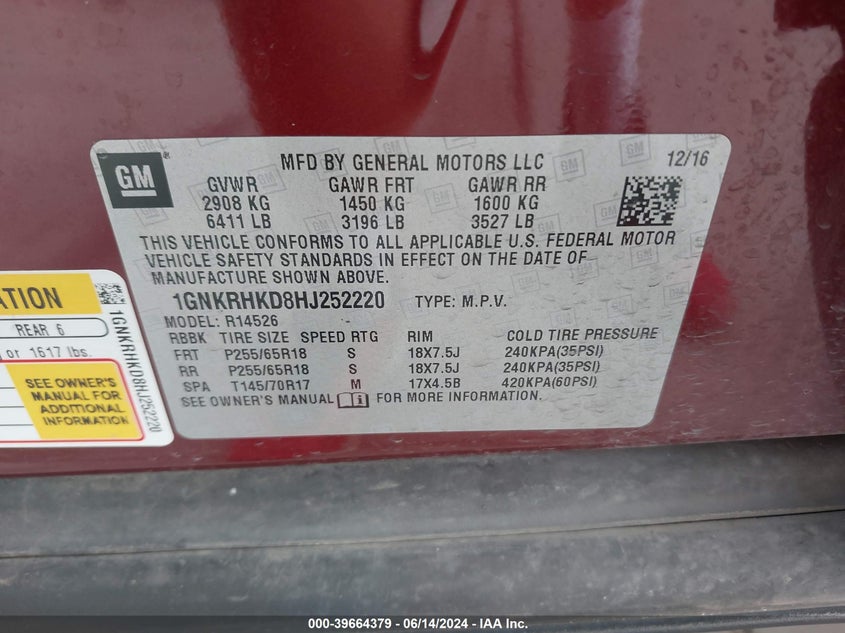 GM
MFD BY GENERAL MOTORS LLC 12/16
GVWR GAWR FRT GAWR RR
2908 KG 1450 KG 1600 KG
6411 LB 3196 LB 3527 LB
THIS VEHICLE CONFORMS TO ALL APPLICABLE U.S. FEDERAL MOTOR
VEHICLE SAFETY STANDARDS IN EFFECT ON THE DATE OF
MANUFACTURE SHOWN ABOVE.
1GNKRHKD8HJ252220 TYPE: M.P.V.
MODEL: R14526
RBBK TIRE SIZE SPEED RTG RIM COLD TIRE PRESSURE
FRT P255/65R18 S 18X7.5J 240KPA(35PSI)
RR P255/65R18 S 18X7.5J 240KPA(35PSI)
SPA T145/70R17 M 17X4.5B 420KPA(60PSI)
SEE OWNER'S MANUAL FOR MORE INFORMATION.
ATION
REAR 6
or 1617 lbs.
SEE OWNER'S
MANUAL FOR
ADDITIONAL
INFORMATION
1GNKRHKD8HJ252220
000-39664379 - 06/14/2024 - IAA Inc.